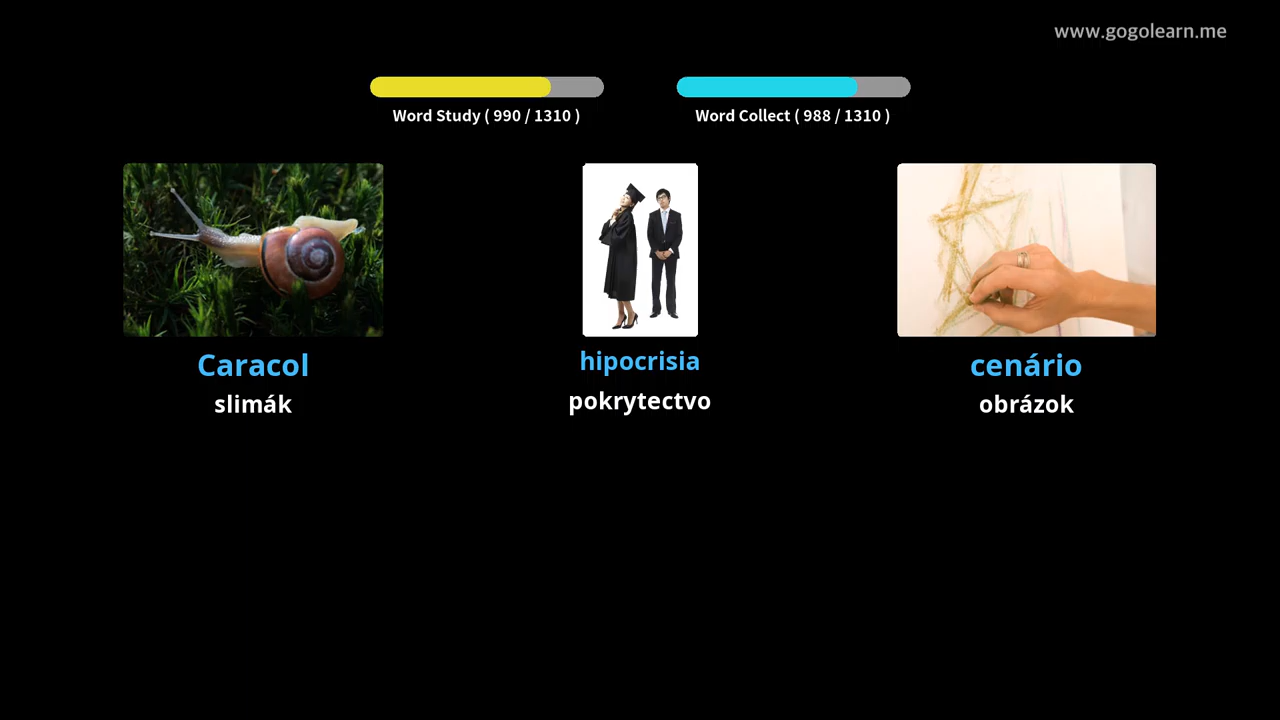 www.gogolearn.me
Word Study ( 990 / 1310 )
Word Collect ( 988 / 1310 )
Caracol
slimák
hipocrisia
pokrytectvo
cenário
obrázok